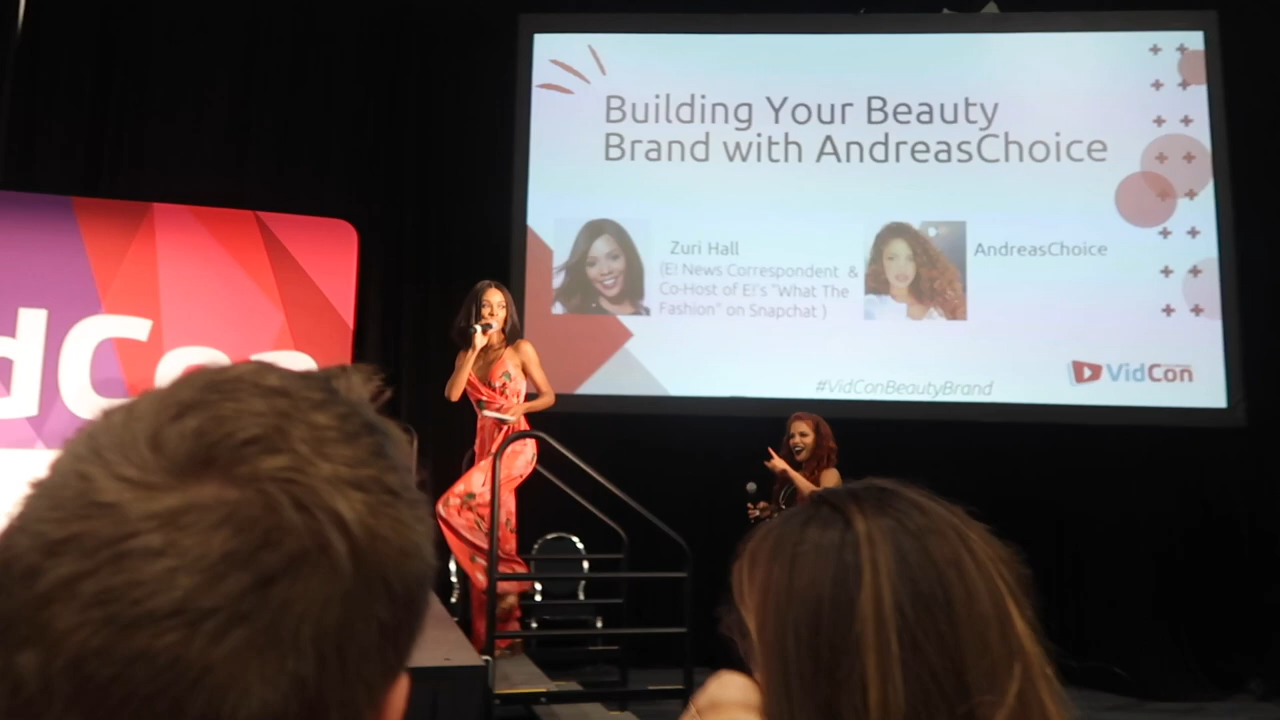 Building Your Beauty
Brand with AndreasChoice
Zuri Hall
(E! News Correspondent &
Co-Host of E!'s "What The
Fashion" on Snapchat )
AndreasChoice
VidCon
#VidConBeautyBrand
dCon